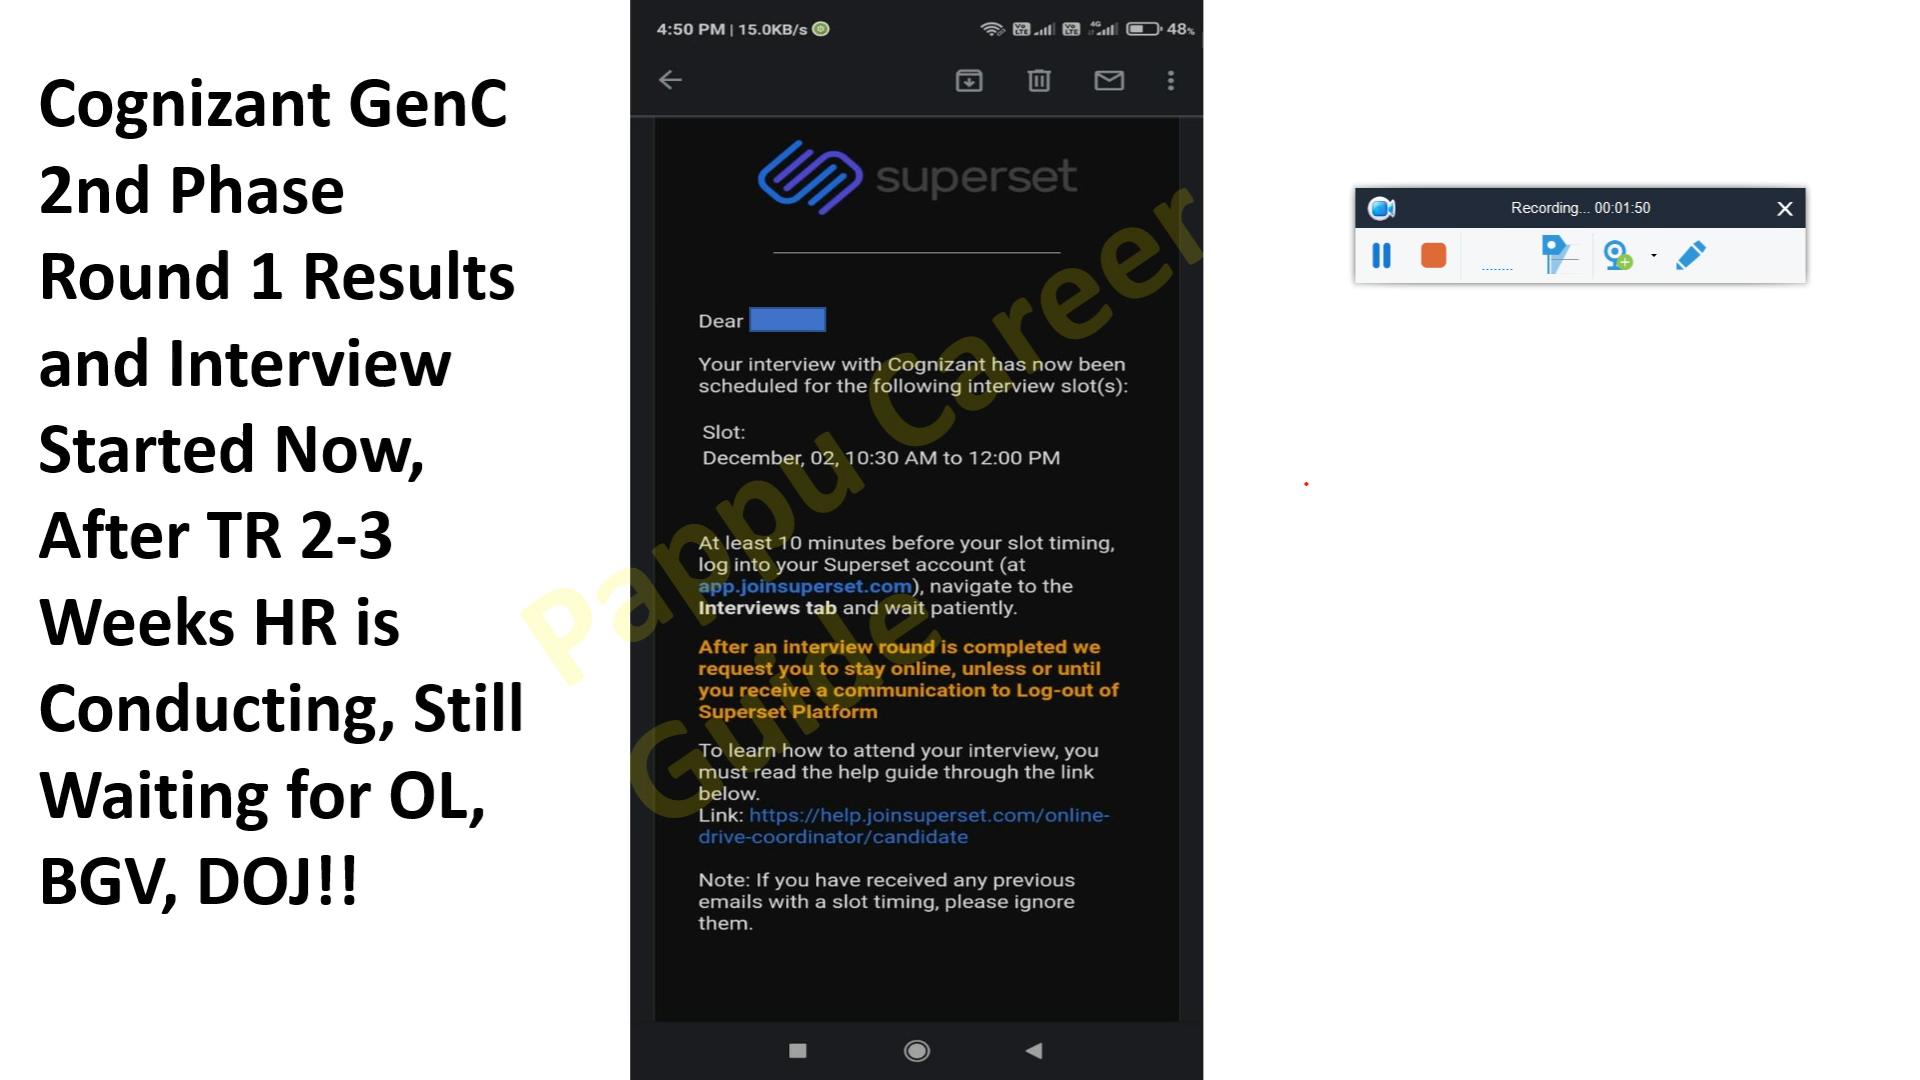 Cognizant GenC
2nd Phase
Round 1 Results
and Interview
Started Now,
After TR 2-3
Weeks HR is
Conducting, Still
Waiting for OL,
BGV, DOJ!!
4:50 PM | 15.0KB/s
Vo LTE
Vo LTE
4G
48%
superset
Dear
Your interview with Cognizant has now been
scheduled for the following interview slot(s):
Slot:
December, 02, 10:30 AM to 12:00 PM
At least 10 minutes before your slot timing,
log into your Superset account (at
app.joinsuperset.com), navigate to the
Interviews tab and wait patiently.
After an interview round is completed we
request you to stay online, unless or until
you receive a communication to Log-out of
Superset Platform
To learn how to attend your interview, you
must read the help guide through the link
below.
Link: https://help.joinsuperset.com/online-
drive-coordinator/candidate
Note: If you have received any previous
emails with a slot timing, please ignore
them.
Pappu Career
Guide
Recording... 00:01:50